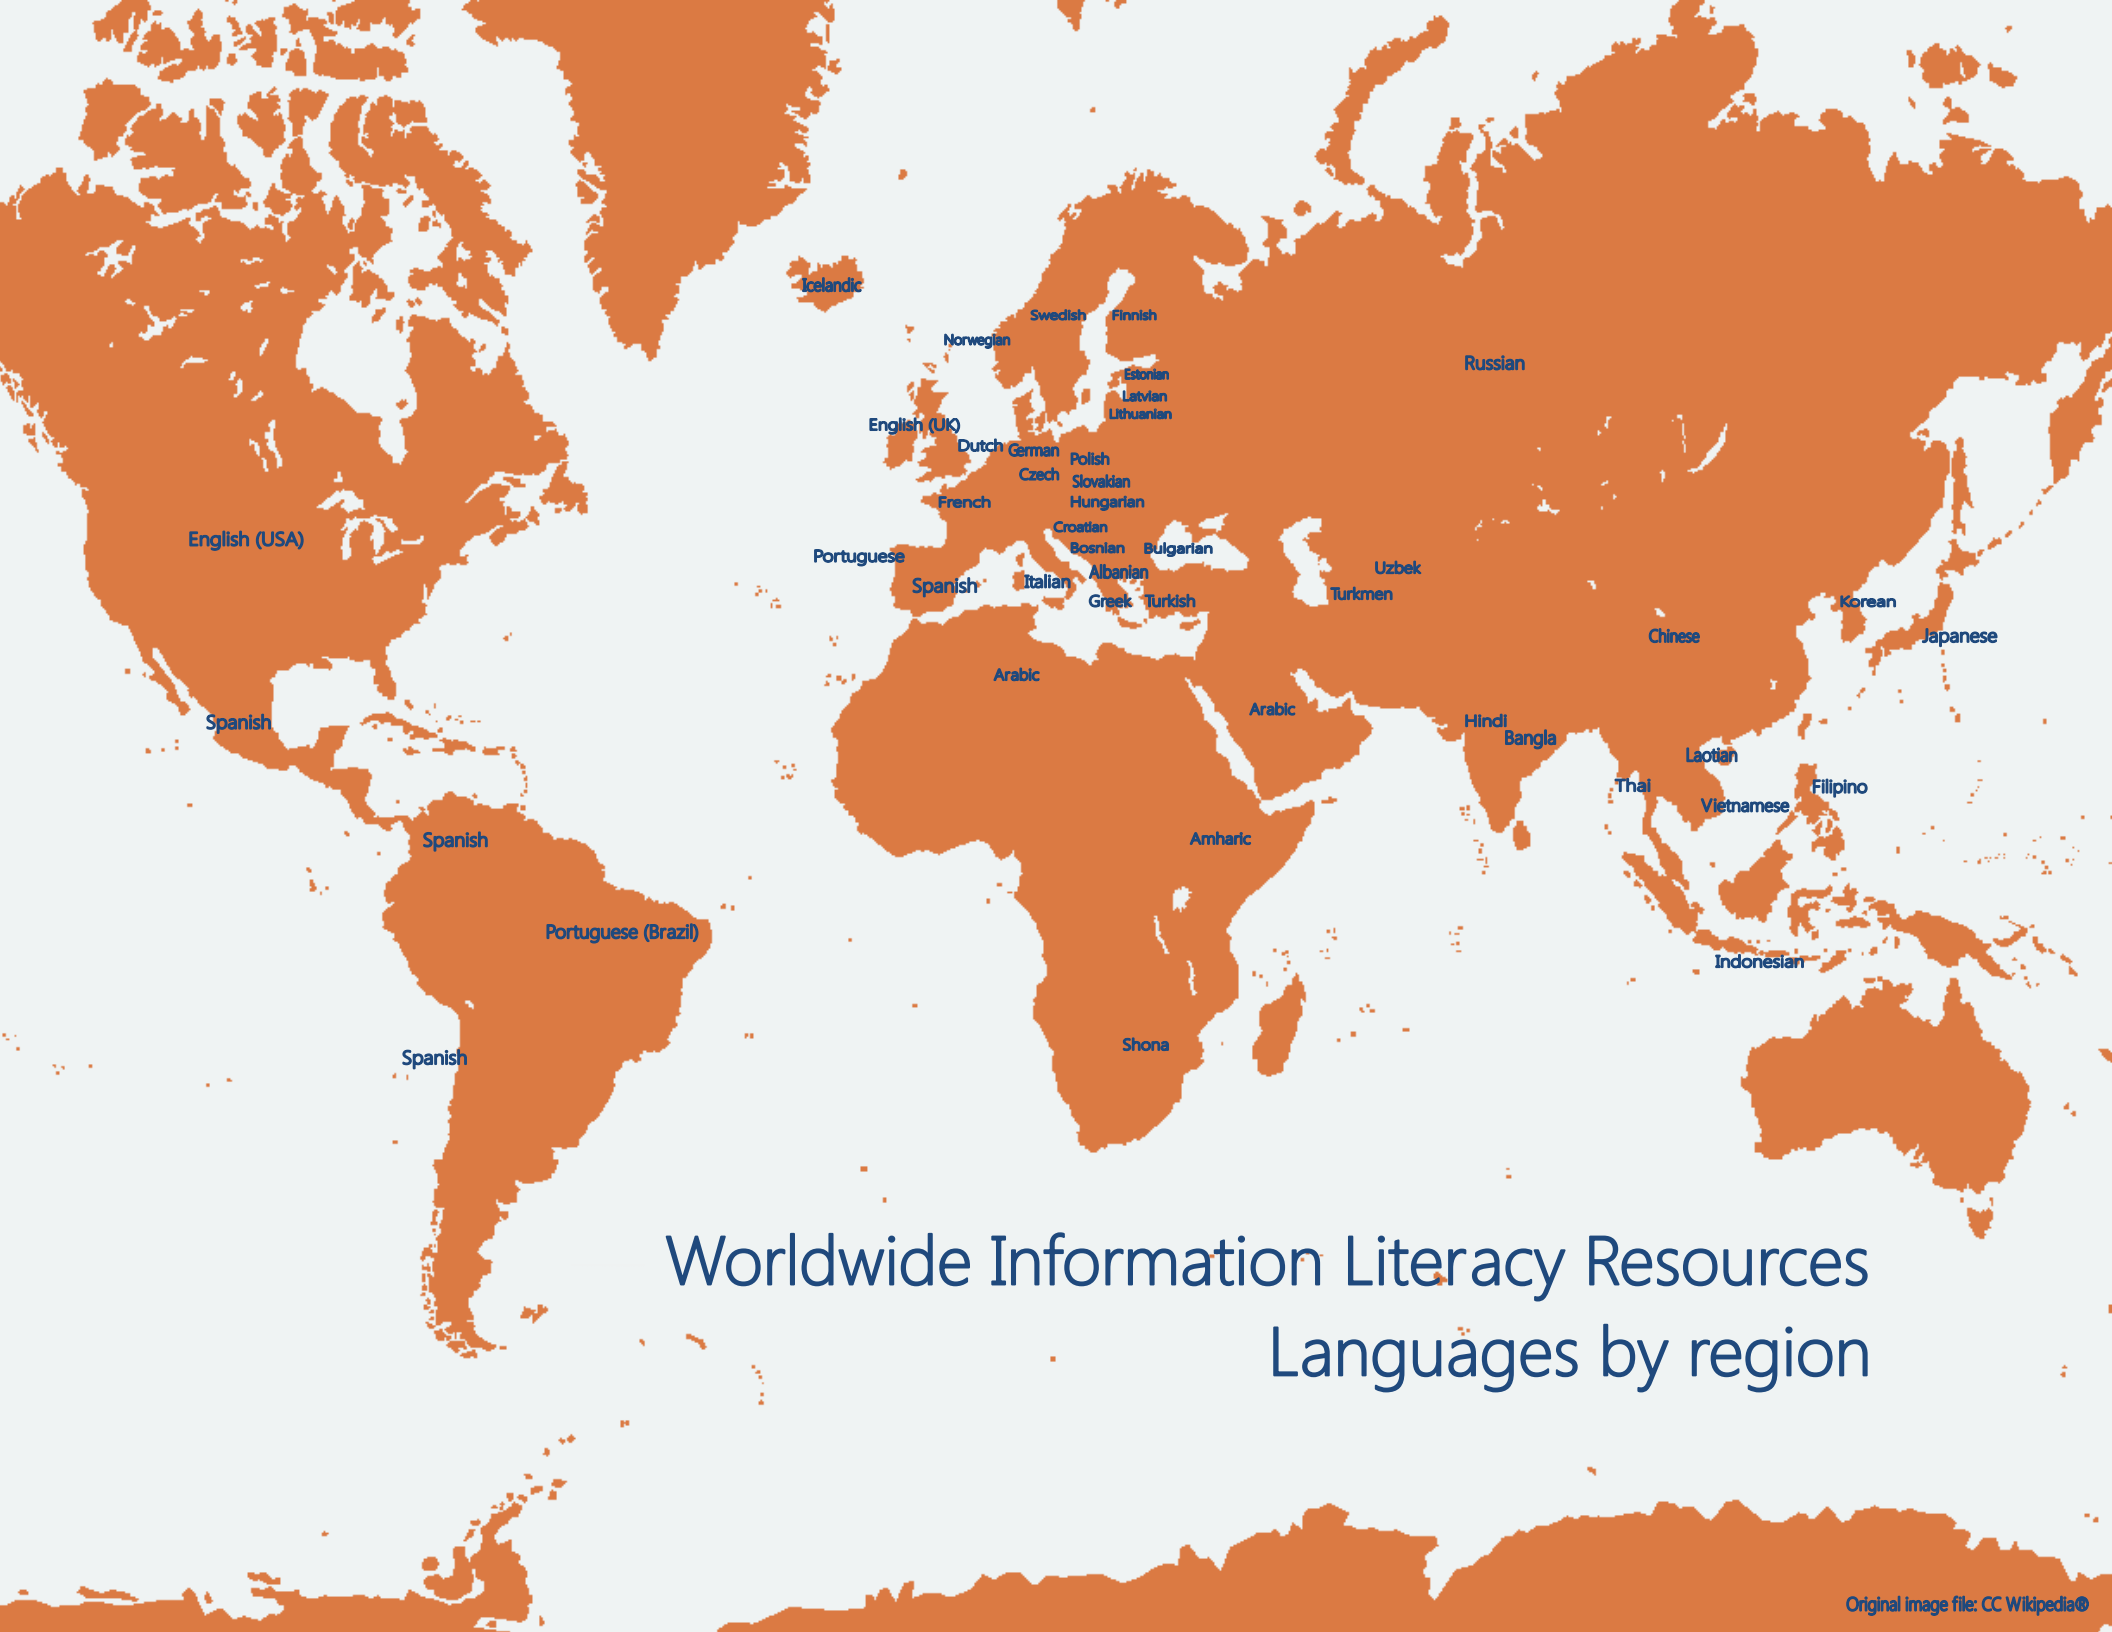 Icelandic
Swedish
Finnish
Norwegian
Russian
Estonian
Latvian
Lithuanian
English (UK)
Dutch
German
Polish
Czech
Slovakian
French
Hungarian
Croatian
English (USA)
Bosnian
Bulgarian
Portuguese
Uzbek
Albanian
Italian
Spanish
Turkmen
Greek
Turkish
Korean
Chinese
Japanese
Arabic
Arabic
Spanish
Hindi
Bangla
Laotian
Thai
Filipino
Vietnamese
Amharic
Spanish
Portuguese (Brazil)
Indonesian
Shona
Spanish
Worldwide Information Literacy Resources
Languages by region
Original image file: CC Wikipedia®